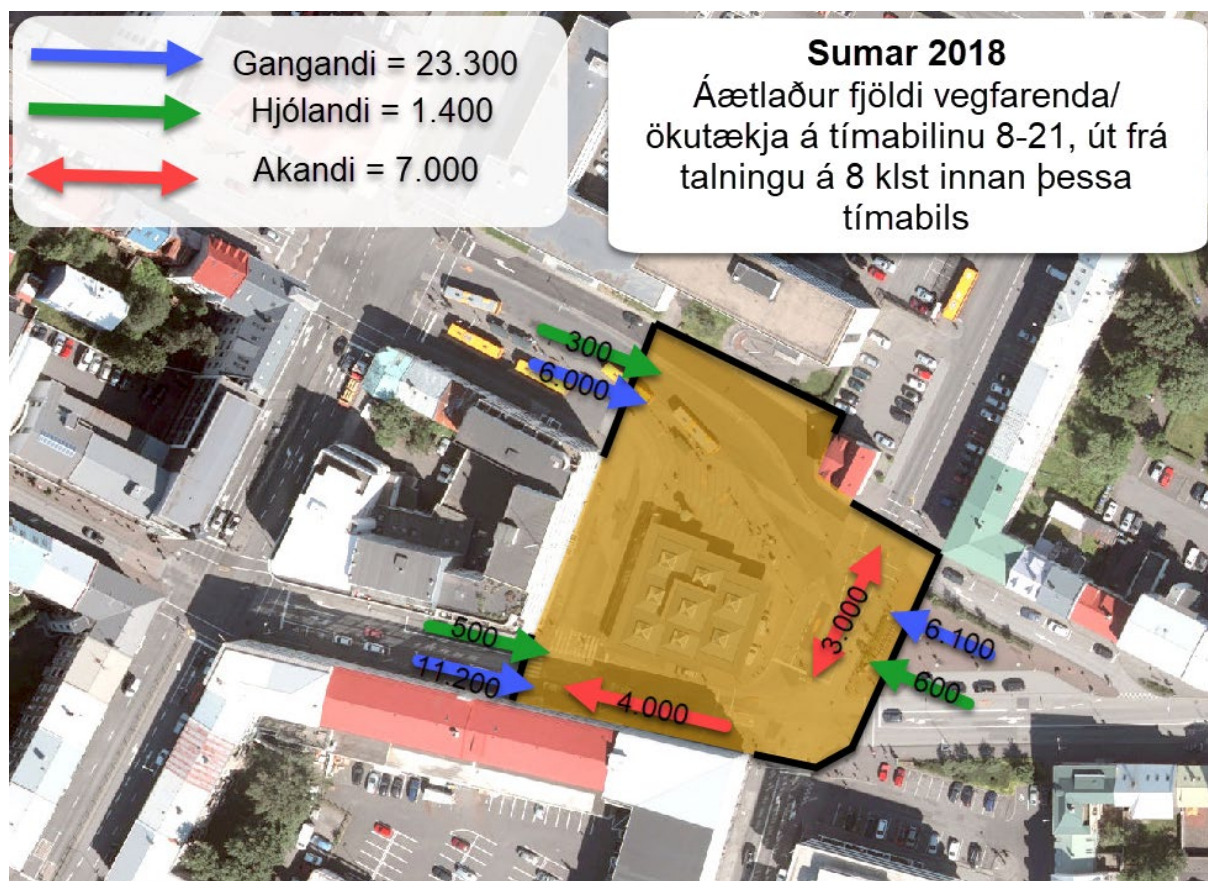 Gangandi = 23.300
Hjólandi = 1.400
Akandi = 7.000
Sumar 2018
Áætlaður fjöldi vegfarenda/
ökutækja á tímabilinu 8-21, út frá
talningu á 8 klst innan þessa
tímabils
300
6.000
3.000
6.100
500
600
11.200
4.000